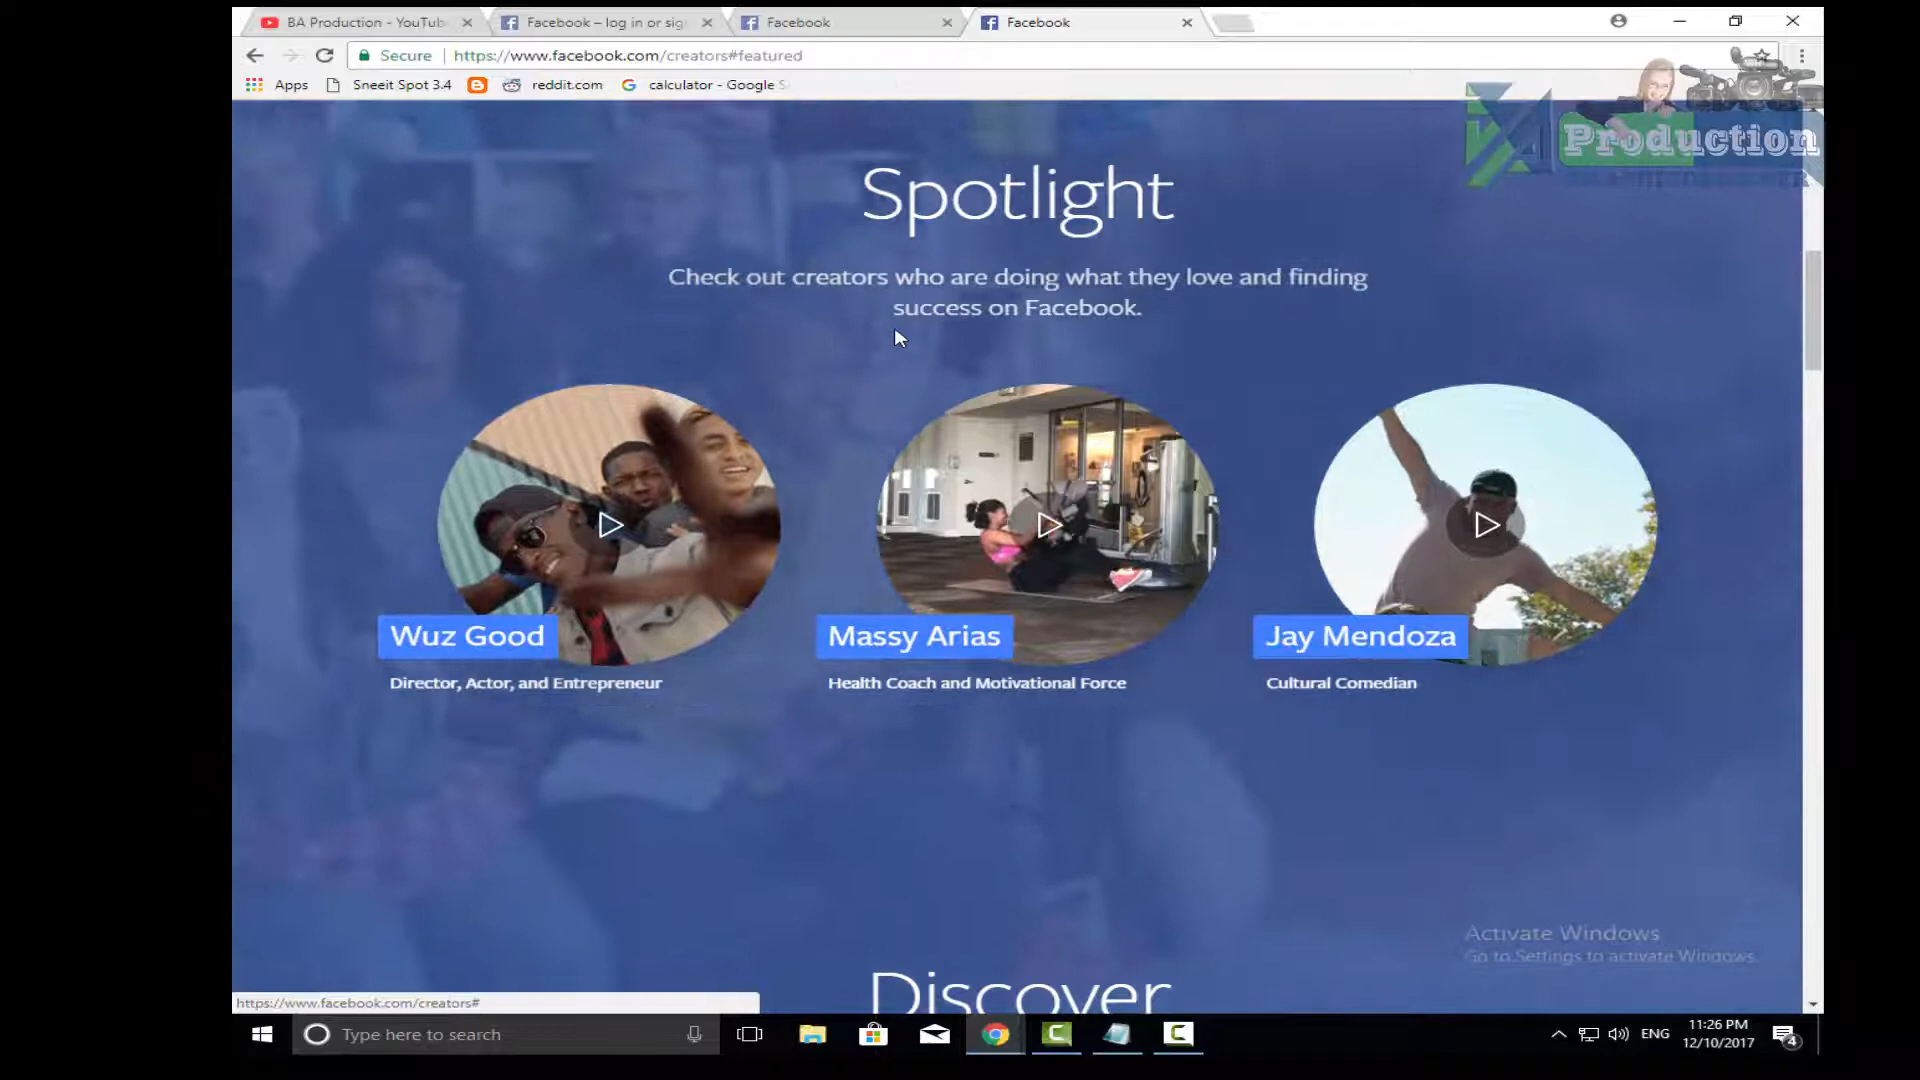 BA Production - YouTub
Facebook – log in or sig
Facebook
Facebook
Secure
https://www.facebook.com/creators#featured
Apps
Sneeit Spot 3.4
reddit.com
calculator - Google S
Production
Spotlight
Check out creators who are doing what they love and finding
success on Facebook.
Wuz Good
Massy Arias
Jay Mendoza
Director, Actor, and Entrepreneur
Health Coach and Motivational Force
Cultural Comedian
Activate Windows
Go to Settings to activate Windows.
Discover
https://www.facebook.com/creators#
Type here to search
ENG
11:26 PM
12/10/2017
4